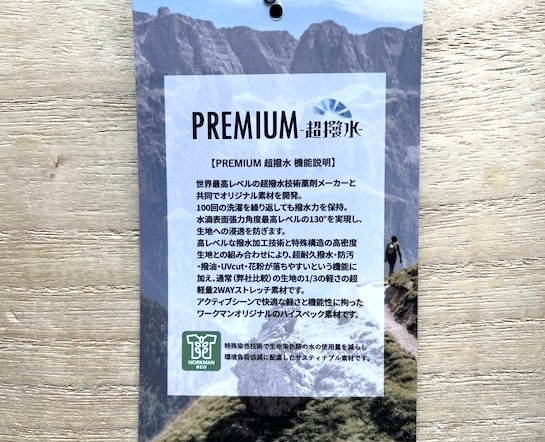 PREMIUM-超撥水-
【PREMIUM 超撥水 機能説明】
世界最高レベルの超撥水技術薬剤メーカーと
共同でオリジナル素材を開発。
100回の洗濯を繰り返しても撥水力を保持。
水滴表面張力角度最高レベルの130°を実現し、
生地への浸透を防ぎます。
高レベルな撥水加工技術と特殊構造の高密度
生地との組み合わせにより、超耐久撥水・防汚
・撥油・UVcut・花粉が落ちやすいという機能に
加え、通常（弊社比較）の生地の1/3の軽さの超
軽量2WAYストレッチ素材です。
アクティブシーンで快適な軽さと機能性に拘った
ワークマンオリジナルのハイスペック素材です。
WORKMAN
eco
特殊染色技術で生地染色時の水の使用量を減らし
環境負荷低減に配慮したサスティナブル素材です。